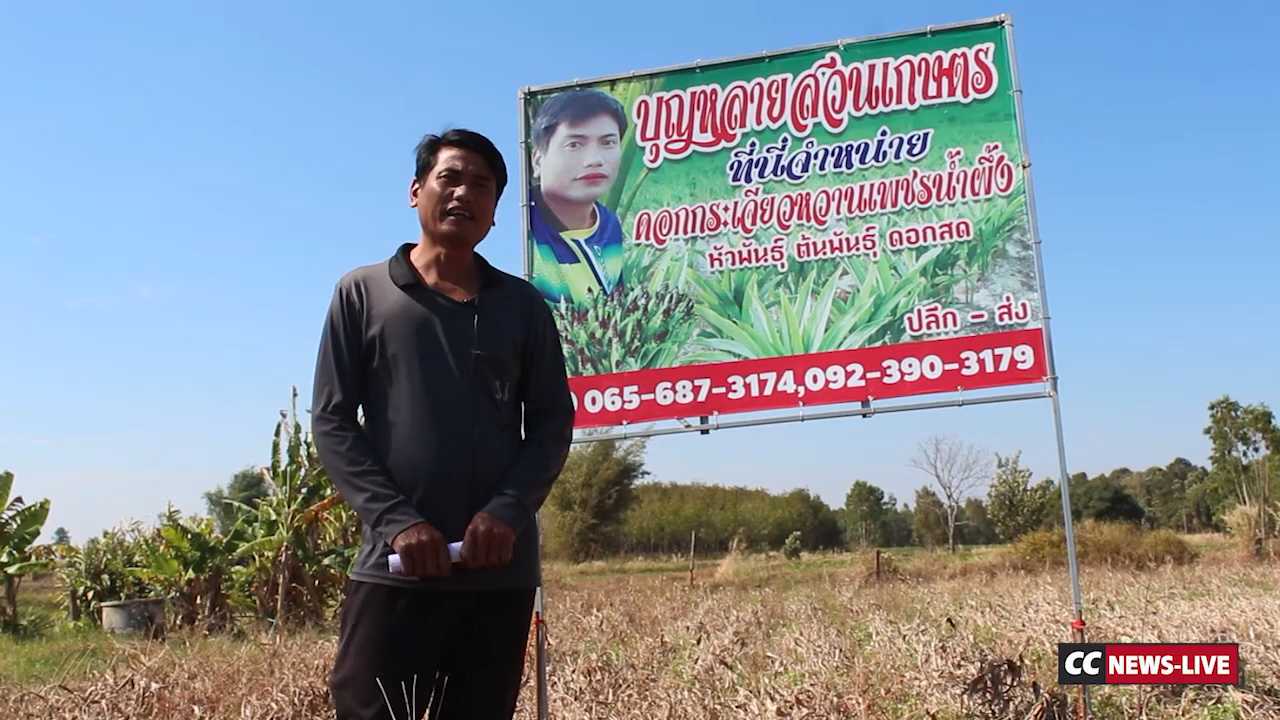 บุญหลายสวนเกษตร
ที่นี่จำหน่าย
ดอกกระเจียวหวานเพชรน้ำผึ้ง
หัวพันธุ์ ต้นพันธุ์ ดอกสด
ปลีก - ส่ง
065-687-3174,092-390-3179
CC NEWS-LIVE